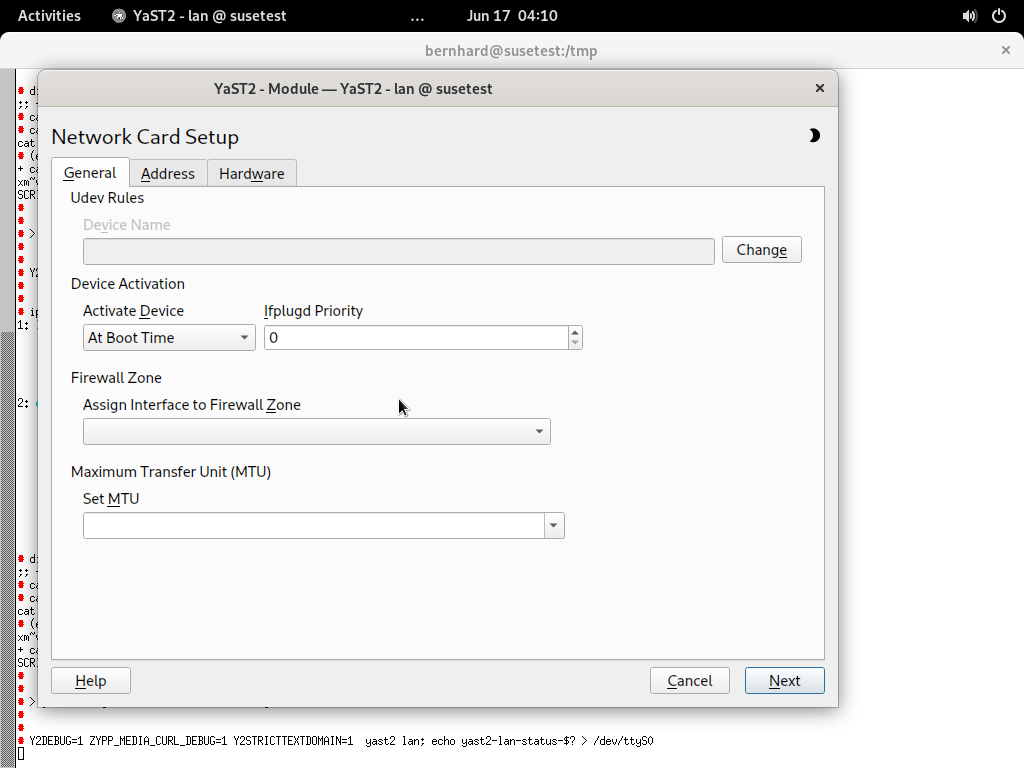 Activities YaST2 - lan @ susetest ... Jun 17 04:10
bernhard@susetest:/tmp
YaST2 - Module — YaST2 - lan @ susetest
Network Card Setup
General Address Hardware
Udev Rules
Device Name
Change
Device Activation
Activate Device Ifplugd Priority
At Boot Time 0
Firewall Zone
Assign Interface to Firewall Zone
Maximum Transfer Unit (MTU)
Set MTU
Help Cancel Next
# Y2DEBUG=1 ZYPP_MEDIA_CURL_DEBUG=1 Y2STRICTTEXTDOMAIN=1 yast2 lan; echo yast2-lan-status-$? > /dev/ttyS0